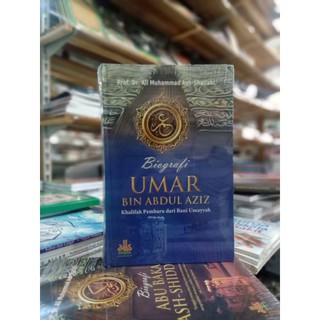 Prof. Dr. Ali Muhammad Ash-Shallabi
Biografi
UMAR
BIN ABDUL AZIZ
Khalifah Pembaru dari Bani Umayyah
Biografi
ABU BAKAR
ASH-SHIDDIQ